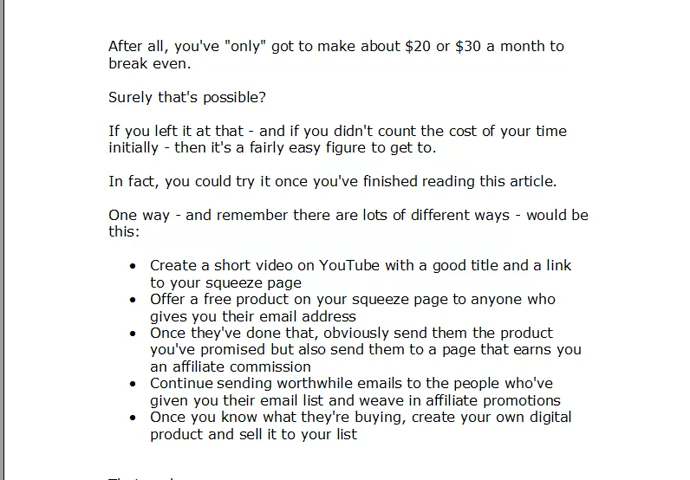 After all, you've "only" got to make about $20 or $30 a month to
break even.
Surely that's possible?
If you left it at that - and if you didn't count the cost of your time
initially - then it's a fairly easy figure to get to.
In fact, you could try it once you've finished reading this article.
One way - and remember there are lots of different ways - would be
this:
• Create a short video on YouTube with a good title and a link
to your squeeze page
• Offer a free product on your squeeze page to anyone who
gives you their email address
• Once they've done that, obviously send them the product
you've promised but also send them to a page that earns you
an affiliate commission
• Continue sending worthwhile emails to the people who've
given you their email list and weave in affiliate promotions
• Once you know what they're buying, create your own digital
product and sell it to your list